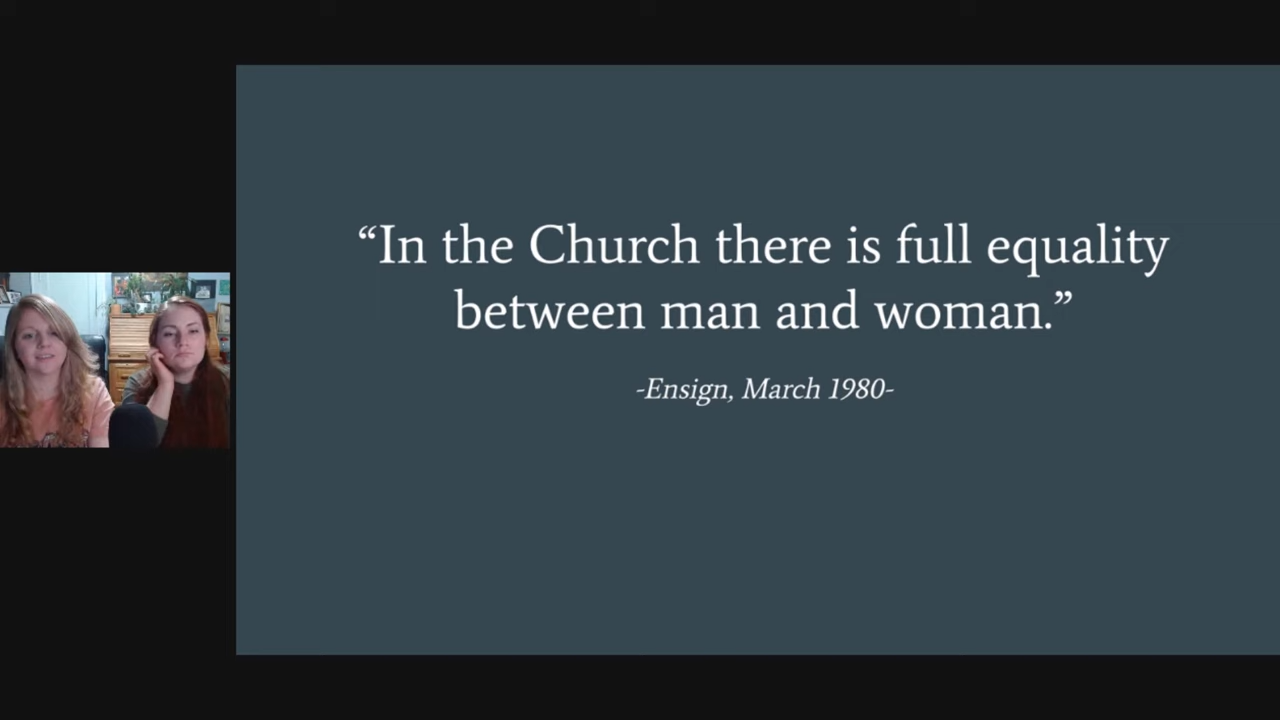 “In the Church there is full equality
between man and woman.”
-Ensign, March 1980-